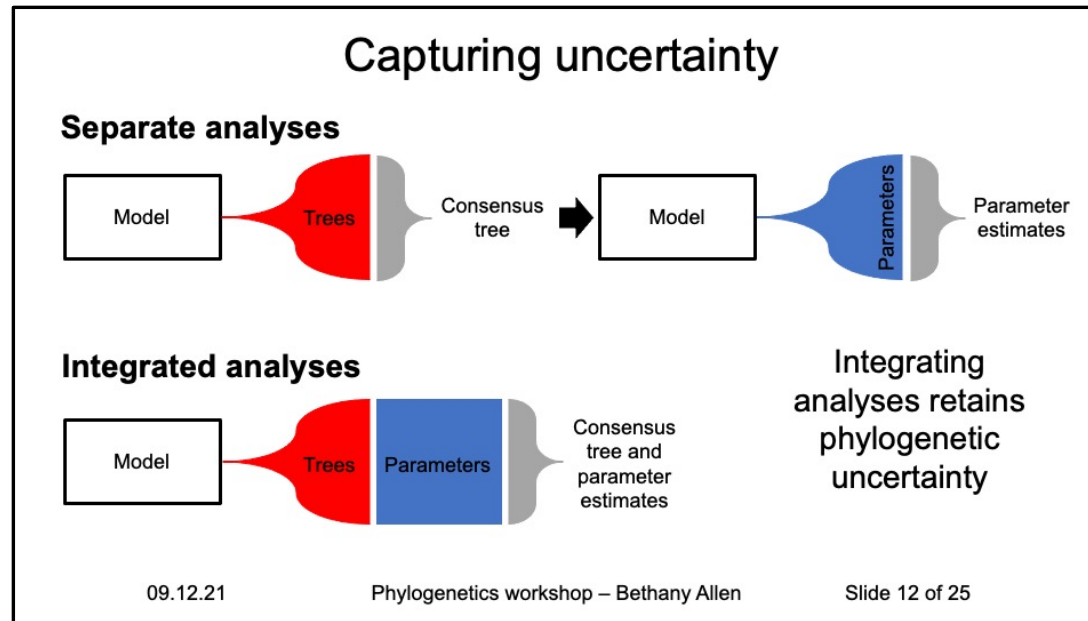 Capturing uncertainty
Separate analyses
Model
Trees
Consensus
tree
Model
Parameters
Parameter
estimates
Integrated analyses
Model
Trees
Parameters
Consensus
tree and
parameter
estimates
Integrating
analyses retains
phylogenetic
uncertainty
09.12.21
Phylogenetics workshop – Bethany Allen
Slide 12 of 25